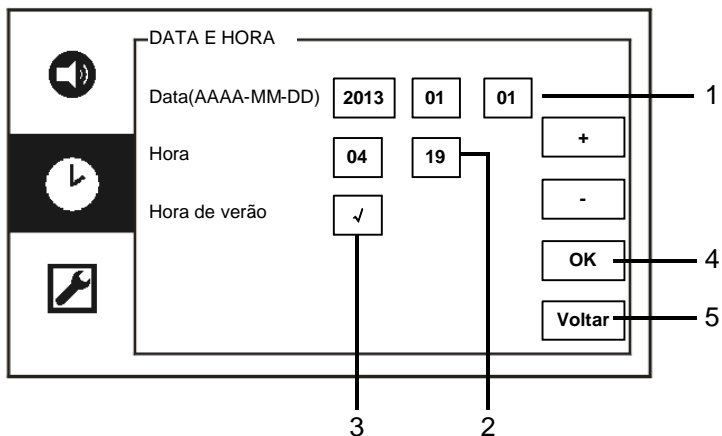 DATA E HORA
Data(AAAA-MM-DD) 2013 01 01 1
+
Hora 04 19
-
Hora de verão √
OK 4
Voltar 5
3 2